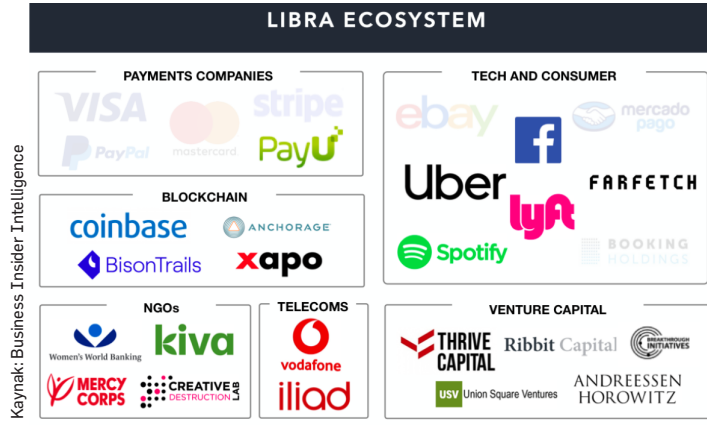 LIBRA ECOSYSTEM
PAYMENTS COMPANIES
VISA
mastercard
stripe
PayPal
PayU
BLOCKCHAIN
coinbase
ANCHORAGE
BisonTrails
xapo
NGOs
Women's World Banking
kiva
MERCY
CORPS
CREATIVE
DESTRUCTION
LAB
TELECOMS
vodafone
iliad
TECH AND CONSUMER
ebay
f
mercado
pago
Uber
FARFETCH
lyft
Spotify
BOOKING
HOLDINGS
VENTURE CAPITAL
THRIVE
CAPITAL
Ribbit Capital
BREAKTHROUGH
INITIATIVES
USV Union Square Ventures
ANDREESSEN
HOROWITZ
Kaynak: Business Insider Intelligence